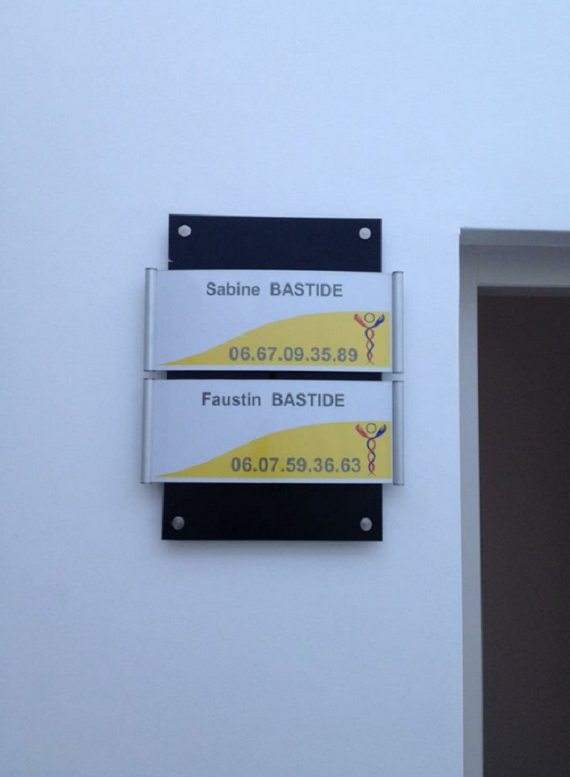 Sabine BASTIDE
06.67.09.35.89
Faustin BASTIDE
06.07.59.36.63